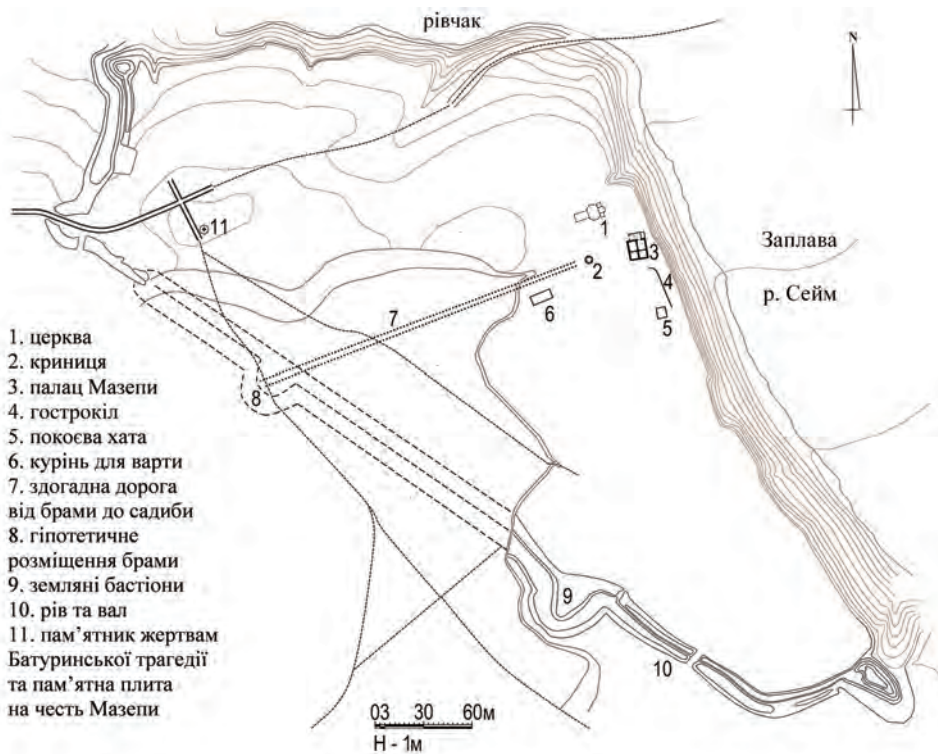 рівчак
N
11
1
2
3
4
5
6
7
8
9
10
Заплава
р. Сейм
1. церква
2. криниця
3. палац Мазепи
4. гострокіл
5. покоєва хата
6. курінь для варти
7. здогадна дорога
від брами до садиби
8. гіпотетичне
розміщення брами
9. земляні бастіони
10. рів та вал
11. пам’ятник жертвам
Батуринської трагедії
та пам’ятна плита
на честь Мазепи
03 30 60м
Н - 1м